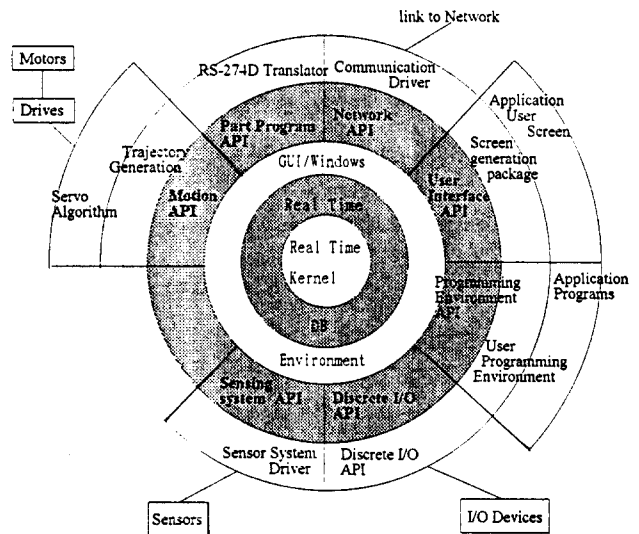 link to Network
Motors
RS-274D Translator
Communication
Driver
Drives
Application
User
Screen
Part Program
API
Network
API
Screen
generation
package
Trajectory
Generation
GUI/Windows
Servo
Algorithm
Motion
API
User
Interface
API
Real Time
Real Time
Kernel
Programming
Environment
API
Application
Programs
DB
Environment
User
Programming
Environment
Sensing
system API
Discrete I/O
API
Sensor System
Driver
Discrete I/O
API
Sensors
I/O Devices